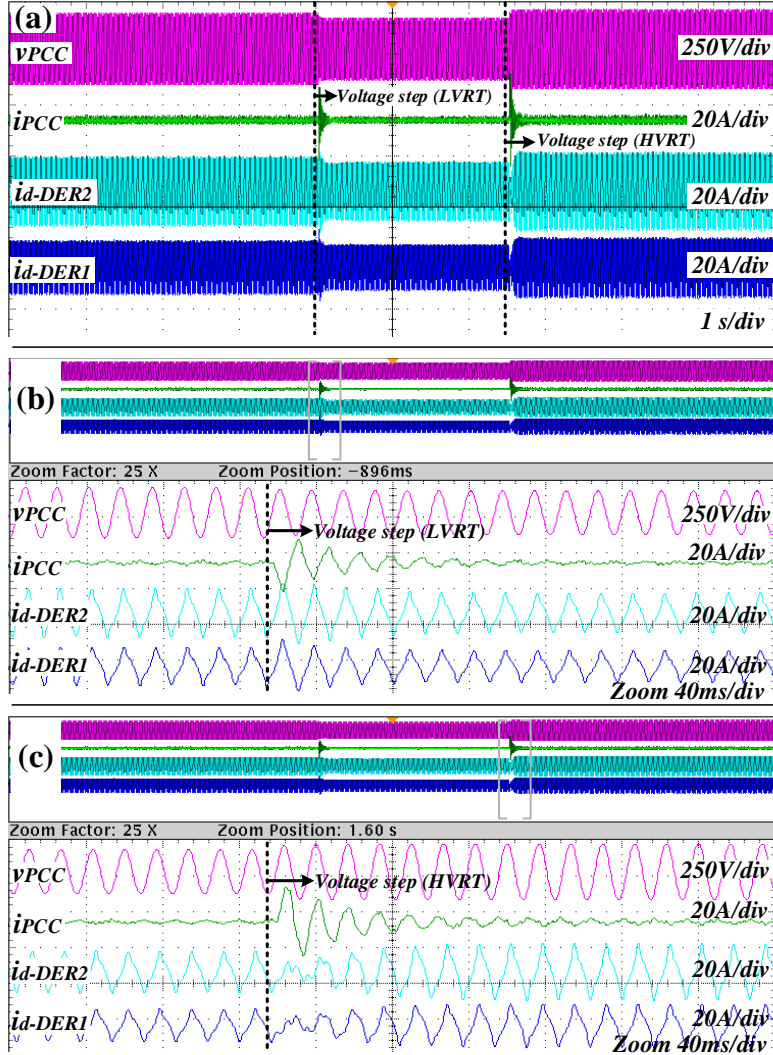 (a)
vPCC
250V/div
Voltage step (LVRT)
iPCC
20A/div
Voltage step (HVRT)
id-DER2
20A/div
id-DER1
20A/div
1 s/div
(b)
Zoom Factor: 25 X Zoom Position: -896ms
vPCC
250V/div
Voltage step (LVRT)
iPCC
20A/div
id-DER2
20A/div
id-DER1
20A/div
Zoom 40ms/div
(c)
Zoom Factor: 25 X Zoom Position: 1.60 s
vPCC
250V/div
Voltage step (HVRT)
iPCC
20A/div
id-DER2
20A/div
id-DER1
20A/div
Zoom 40ms/div